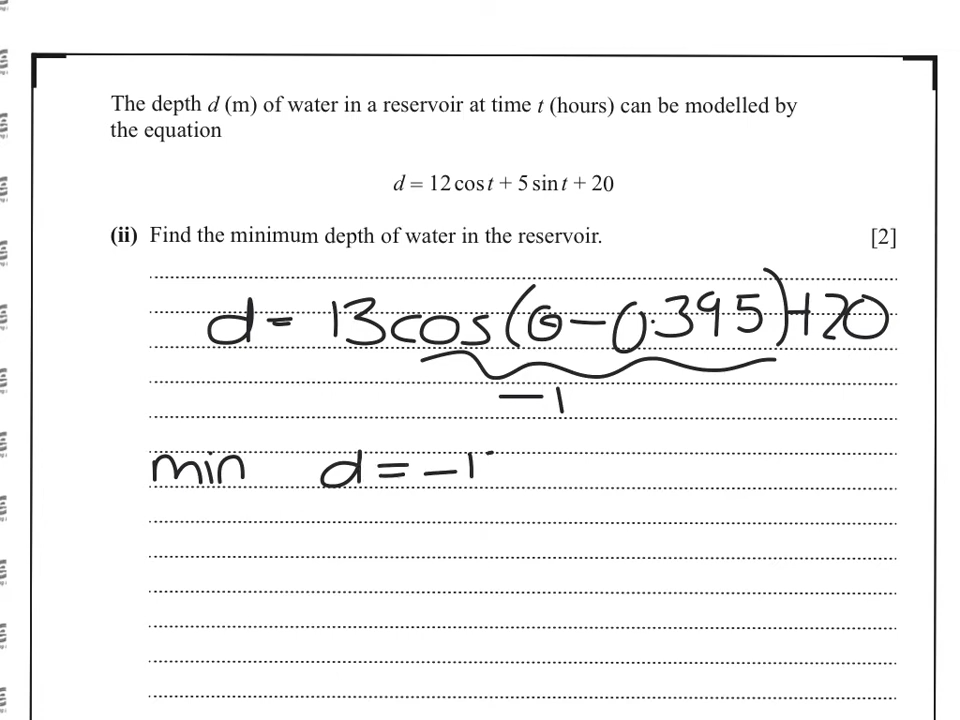 The depth d (m) of water in a reservoir at time t (hours) can be modelled by
the equation
d = 12 cos t + 5 sin t + 20
(ii) Find the minimum depth of water in the reservoir. [2]
d = 13cos(θ - 0.395)+20
-1
min d = -1